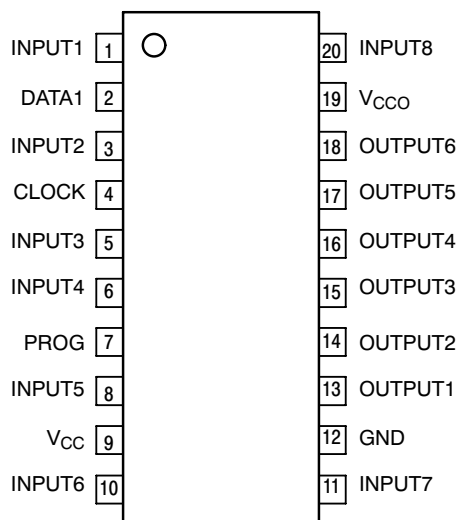 INPUT1 1 20 INPUT8
DATA1 2 19 VCCO
INPUT2 3 18 OUTPUT6
CLOCK 4 17 OUTPUT5
INPUT3 5 16 OUTPUT4
INPUT4 6 15 OUTPUT3
PROG 7 14 OUTPUT2
INPUT5 8 13 OUTPUT1
VCC 9 12 GND
INPUT6 10 11 INPUT7